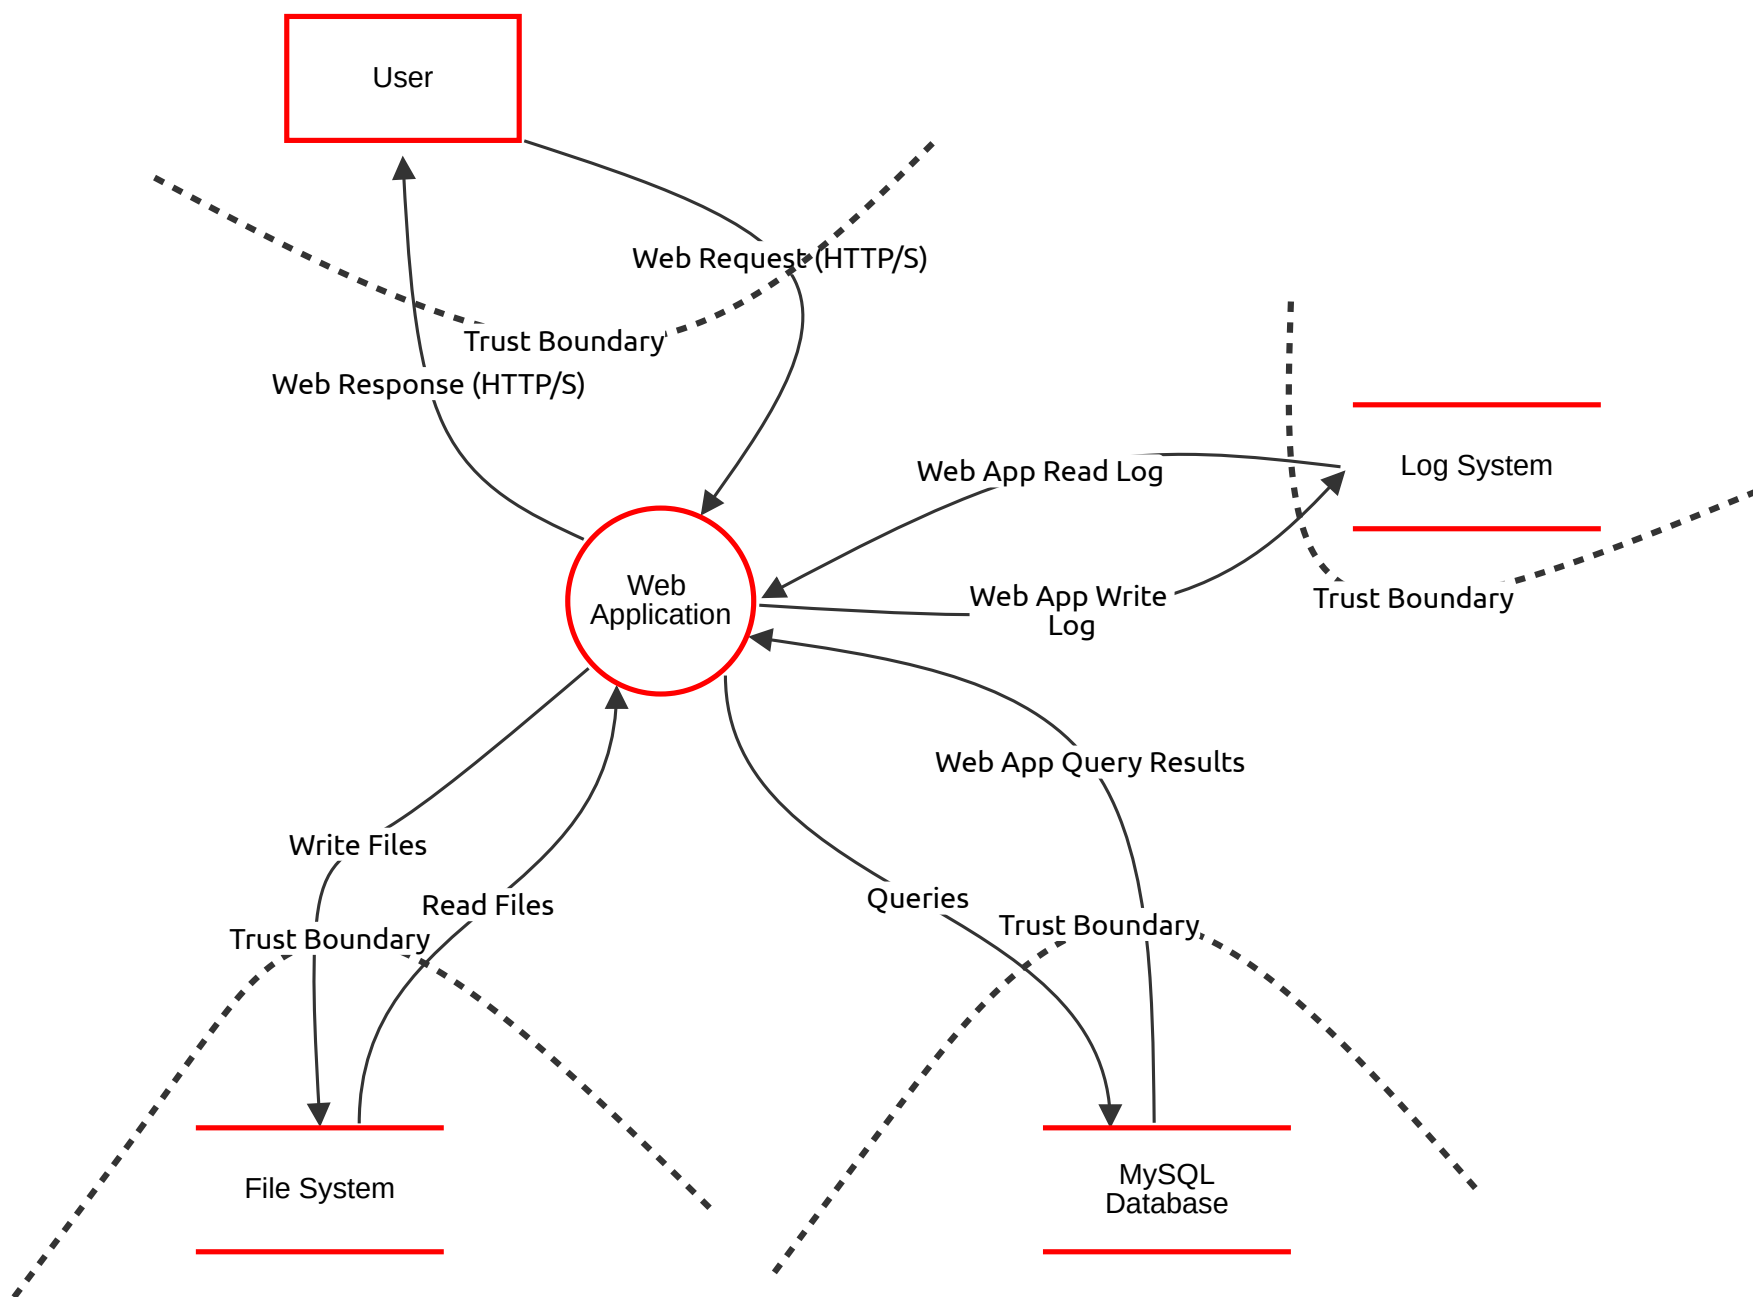 User
Web Request (HTTP/S)
Trust Boundary
Web Response (HTTP/S)
Web App Read Log
Log System
Web
Application
Web App Write
Log
Trust Boundary
Web App Query Results
Write Files
Read Files
Queries
Trust Boundary
Trust Boundary
File System
MySQL
Database